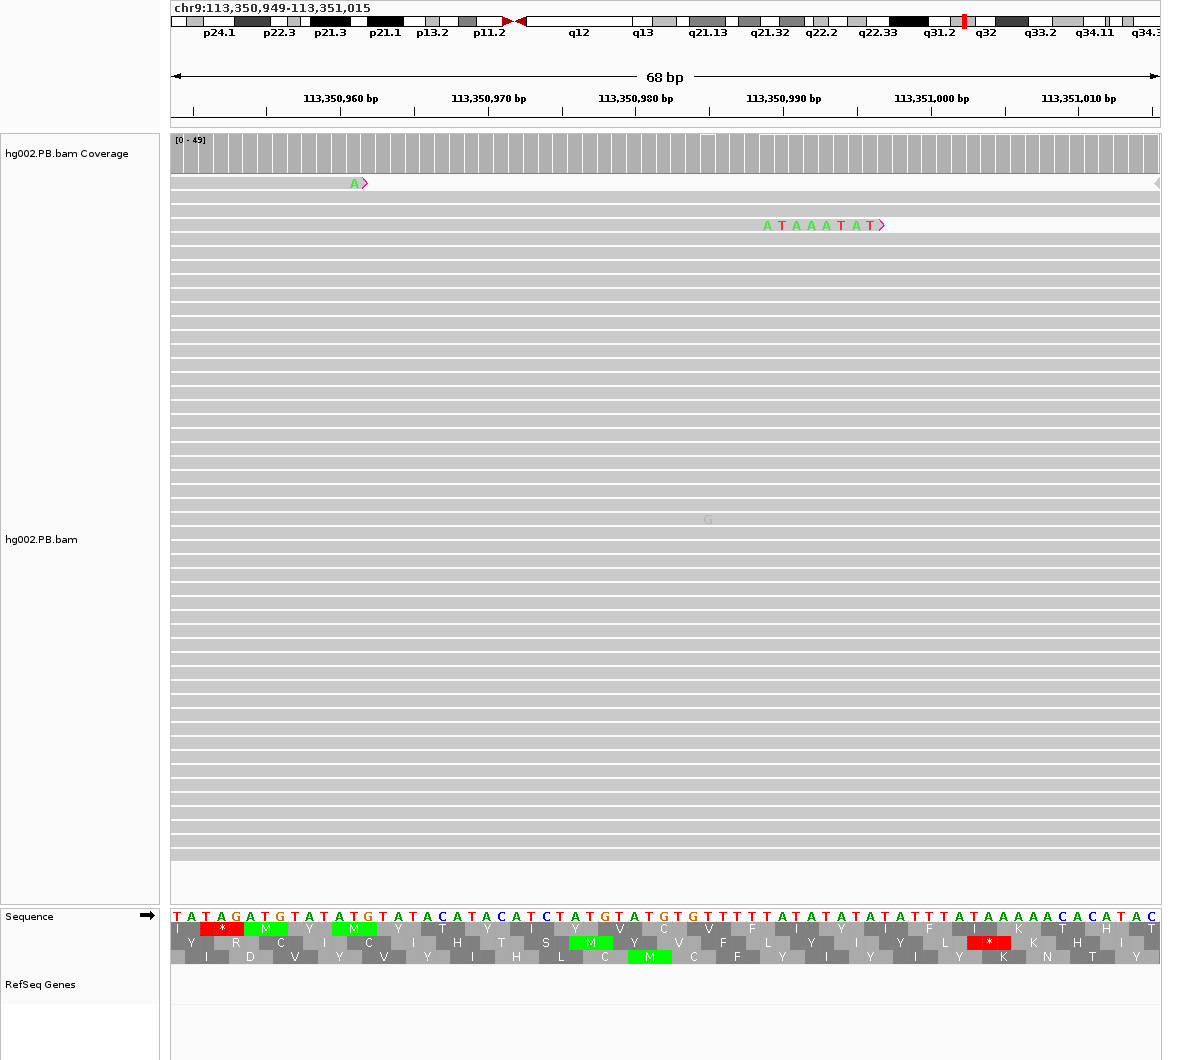 chr9:113,350,949-113,351,015
p24.1 p22.3 p21.3 p21.1 p13.2 p11.2 q12 q13 q21.13 q21.32 q22.2 q22.33 q31.2 q32 q33.2 q34.11 q34.3
68 bp
113,350,960 bp 113,350,970 bp 113,350,980 bp 113,350,990 bp 113,351,000 bp 113,351,010 bp
hg002.PB.bam Coverage
[0 - 49]
A
A T A A A T A T
G
hg002.PB.bam
Sequence
T A T A G A T G T A T A T G T A T A C A T A C A T C T A T G T A T G T G T T T T T A T A T A T A T T T A T A A A A A C A C A T A C
I * M Y M Y T Y I Y V C V F I Y I F I K T H T
Y R C I C I H T S M Y V F L Y I Y L * K H I
I D V Y V Y I H L C M C F Y I Y I Y K N T Y
RefSeq Genes